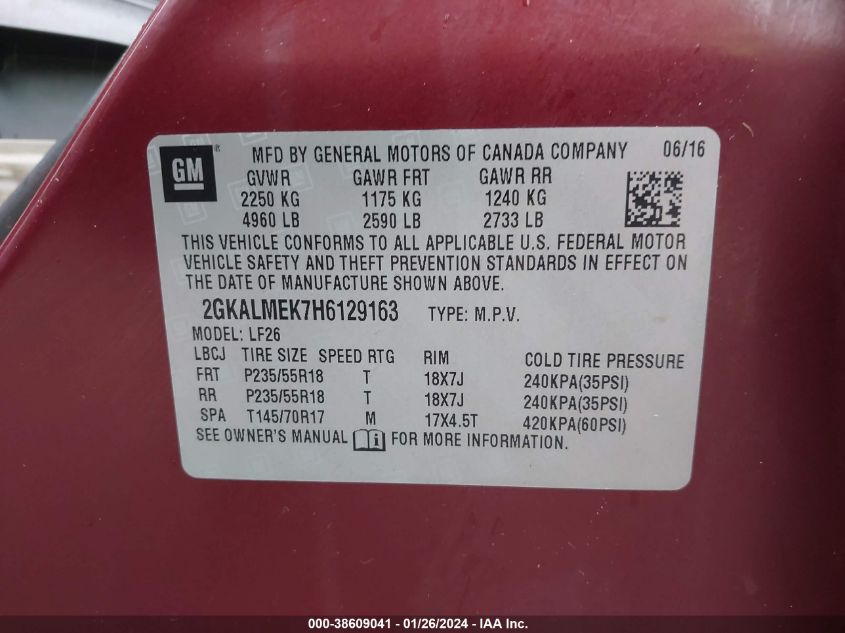 GM ® MFD BY GENERAL MOTORS OF CANADA COMPANY 06/16
GVWR GAWR FRT GAWR RR
2250 KG 1175 KG 1240 KG
4960 LB 2590 LB 2733 LB
THIS VEHICLE CONFORMS TO ALL APPLICABLE U.S. FEDERAL MOTOR
VEHICLE SAFETY AND THEFT PREVENTION STANDARDS IN EFFECT ON
THE DATE OF MANUFACTURE SHOWN ABOVE.
2GKALMEK7H6129163 TYPE: M.P.V.
MODEL: LF26
LBCJ TIRE SIZE SPEED RTG RIM COLD TIRE PRESSURE
FRT P235/55R18 T 18X7J 240KPA(35PSI)
RR P235/55R18 T 18X7J 240KPA(35PSI)
SPA T145/70R17 M 17X4.5T 420KPA(60PSI)
SEE OWNER'S MANUAL FOR MORE INFORMATION.
000-38609041 - 01/26/2024 - IAA Inc.